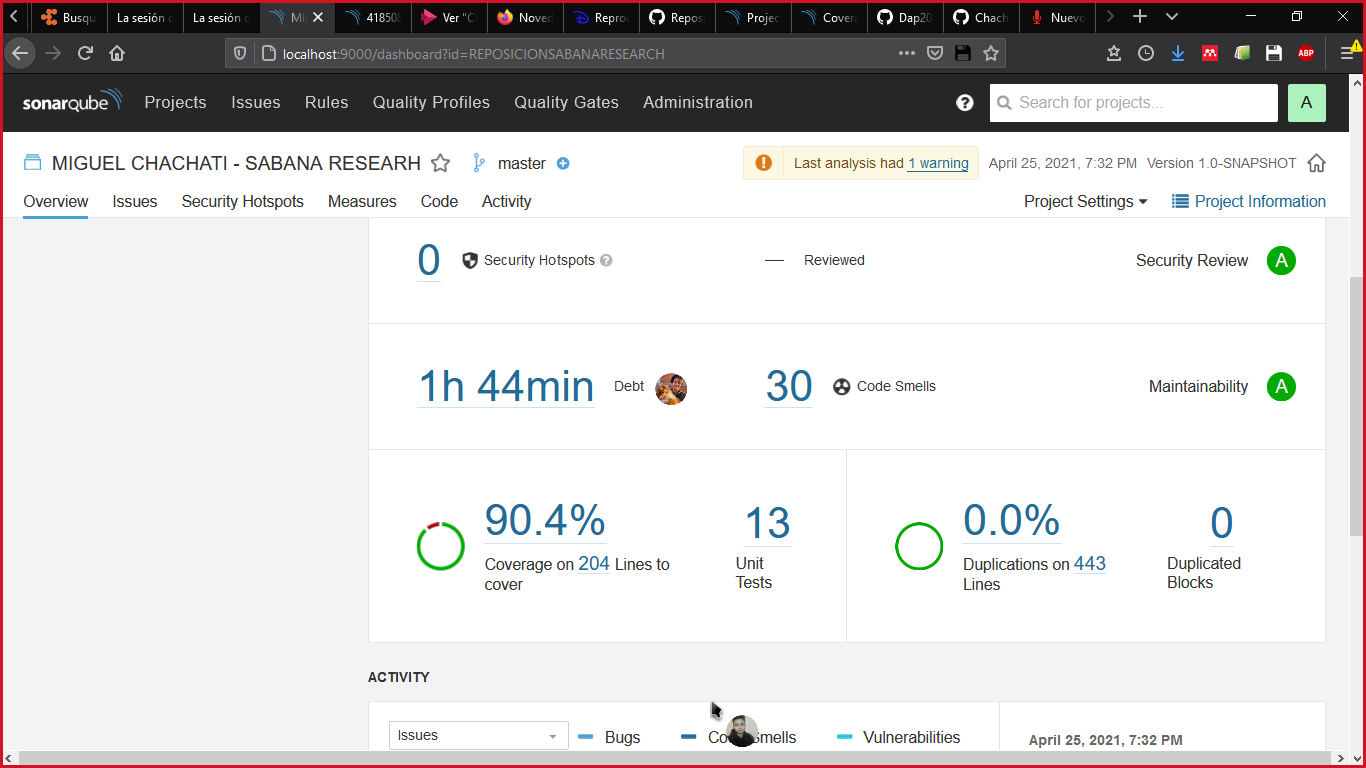 Busqu La sesión c La sesión c MI 41850 Ver "C Noved Reproc Reposi Projec Covera Dap20 Chach Nuevo
localhost:9000/dashboard?id=REPOSICIONSABANARESEARCH ABP
sonarqube Projects Issues Rules Quality Profiles Quality Gates Administration ? Search for projects... A
MIGUEL CHACHATI - SABANA RESEARH master Last analysis had 1 warning April 25, 2021, 7:32 PM Version 1.0-SNAPSHOT
Overview Issues Security Hotspots Measures Code Activity Project Settings Project Information
0 Security Hotspots ? — Reviewed Security Review A
1h 44min Debt 30 Code Smells Maintainability A
90.4% 13 0.0% 0
Coverage on 204 Lines to Unit Duplications on 443 Duplicated
cover Tests Lines Blocks
ACTIVITY
Issues Bugs Code Smells Vulnerabilities April 25, 2021, 7:32 PM